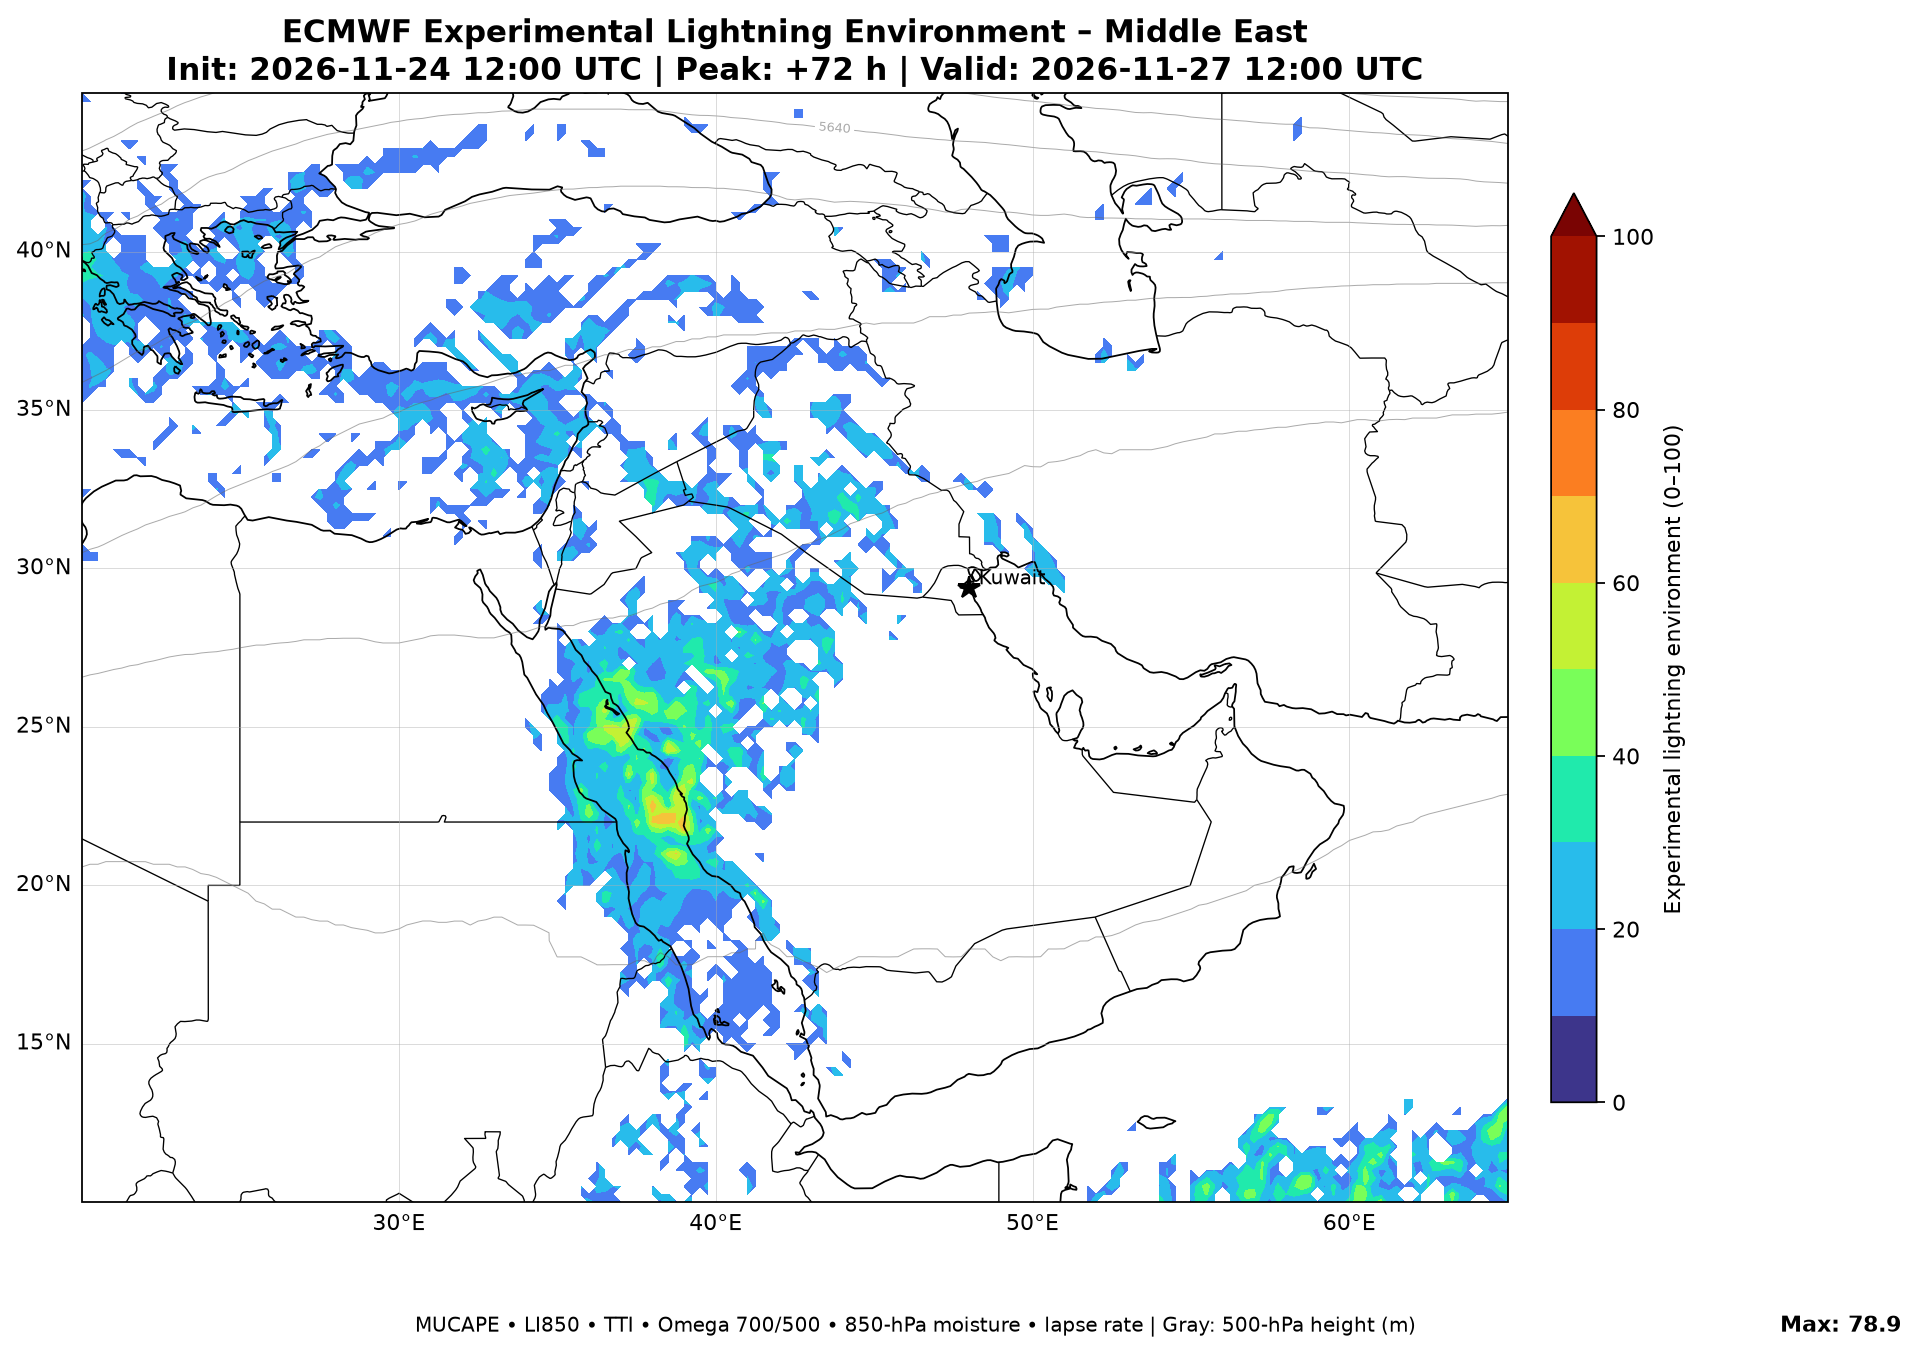 ECMWF Experimental Lightning Environment – Middle East
Init: 2026-11-24 12:00 UTC | Peak: +72 h | Valid: 2026-11-27 12:00 UTC
5640
40°N
35°N
30°N
25°N
20°N
15°N
Kuwait
30°E
40°E
50°E
60°E
100
80
60
40
20
0
Experimental lightning environment (0–100)
MUCAPE • LI850 • TTI • Omega 700/500 • 850-hPa moisture • lapse rate | Gray: 500-hPa height (m)
Max: 78.9